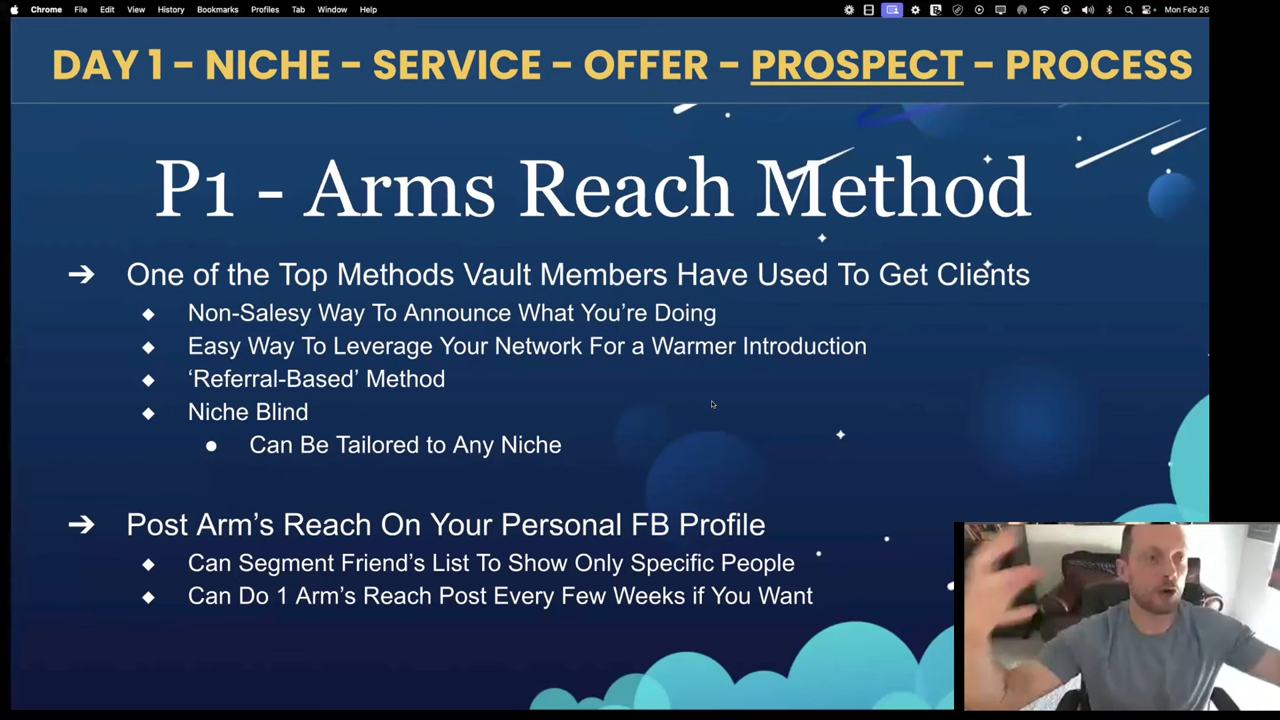 Chrome File Edit View History Bookmarks Profiles Tab Window Help Mon Feb 26
DAY 1 - NICHE - SERVICE - OFFER - PROSPECT - PROCESS
P1 - Arms Reach Method
➔ One of the Top Methods Vault Members Have Used To Get Clients
◆ Non-Salesy Way To Announce What You’re Doing
◆ Easy Way To Leverage Your Network For a Warmer Introduction
◆ ‘Referral-Based’ Method
◆ Niche Blind
● Can Be Tailored to Any Niche
➔ Post Arm’s Reach On Your Personal FB Profile
◆ Can Segment Friend’s List To Show Only Specific People
◆ Can Do 1 Arm’s Reach Post Every Few Weeks if You Want